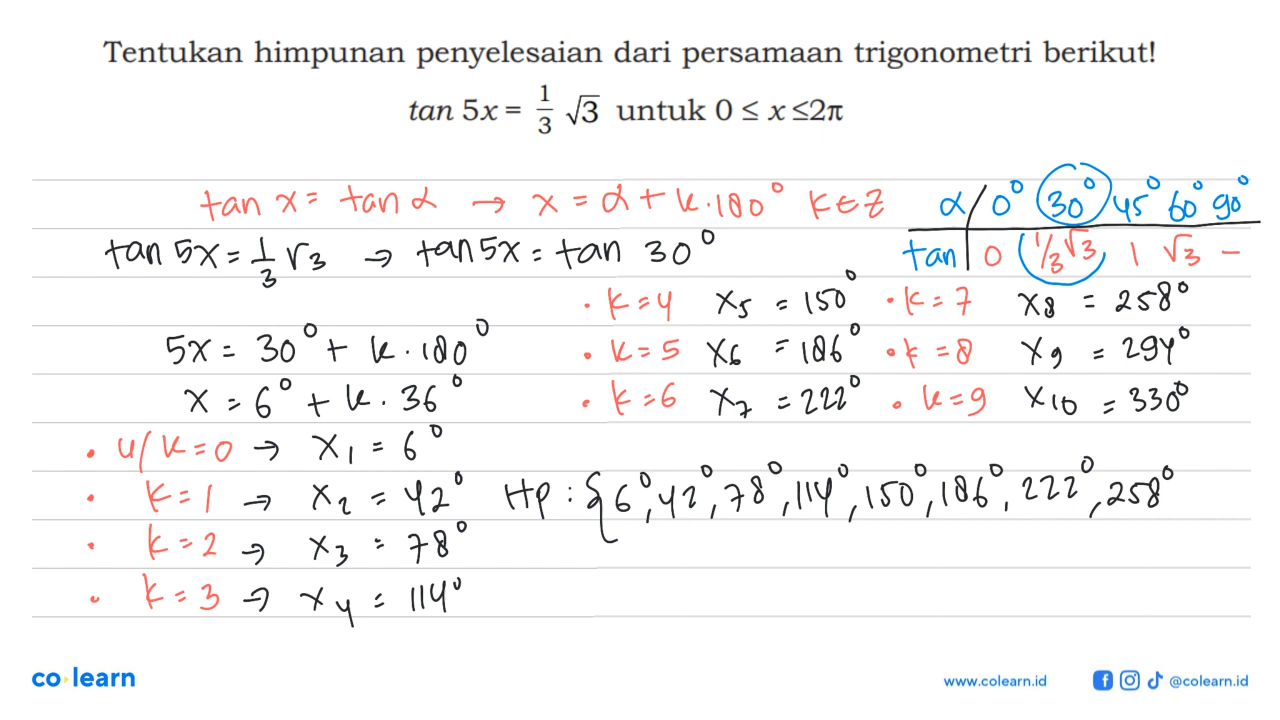 Tentukan himpunan penyelesaian dari persamaan trigonometri berikut!
tan 5x = 1/3 √3 untuk 0 ≤ x ≤2π
tan x = tan α → x = α + k.180° k∈Z
α 0° 30° 45° 60° 90°
tan 0 1/3√3 1 √3 –
tan 5x = 1/3 √3 → tan 5x = tan 30°
5x = 30° + k.180°
x = 6° + k.36°
• u/ k=0 → x₁ = 6°
• k=1 → x₂ = 42°
• k=2 → x₃ = 78°
• k=3 → x₄ = 114°
• k=4 x₅ = 150°
• k=5 x₆ = 186°
• k=6 x₇ = 222°
• k=7 x₈ = 258°
• k=8 x₉ = 294°
• k=9 x₁₀ = 330°
Hp : {6°, 42°, 78°, 114°, 150°, 186°, 222°, 258°
co learn
www.colearn.id
@colearn.id